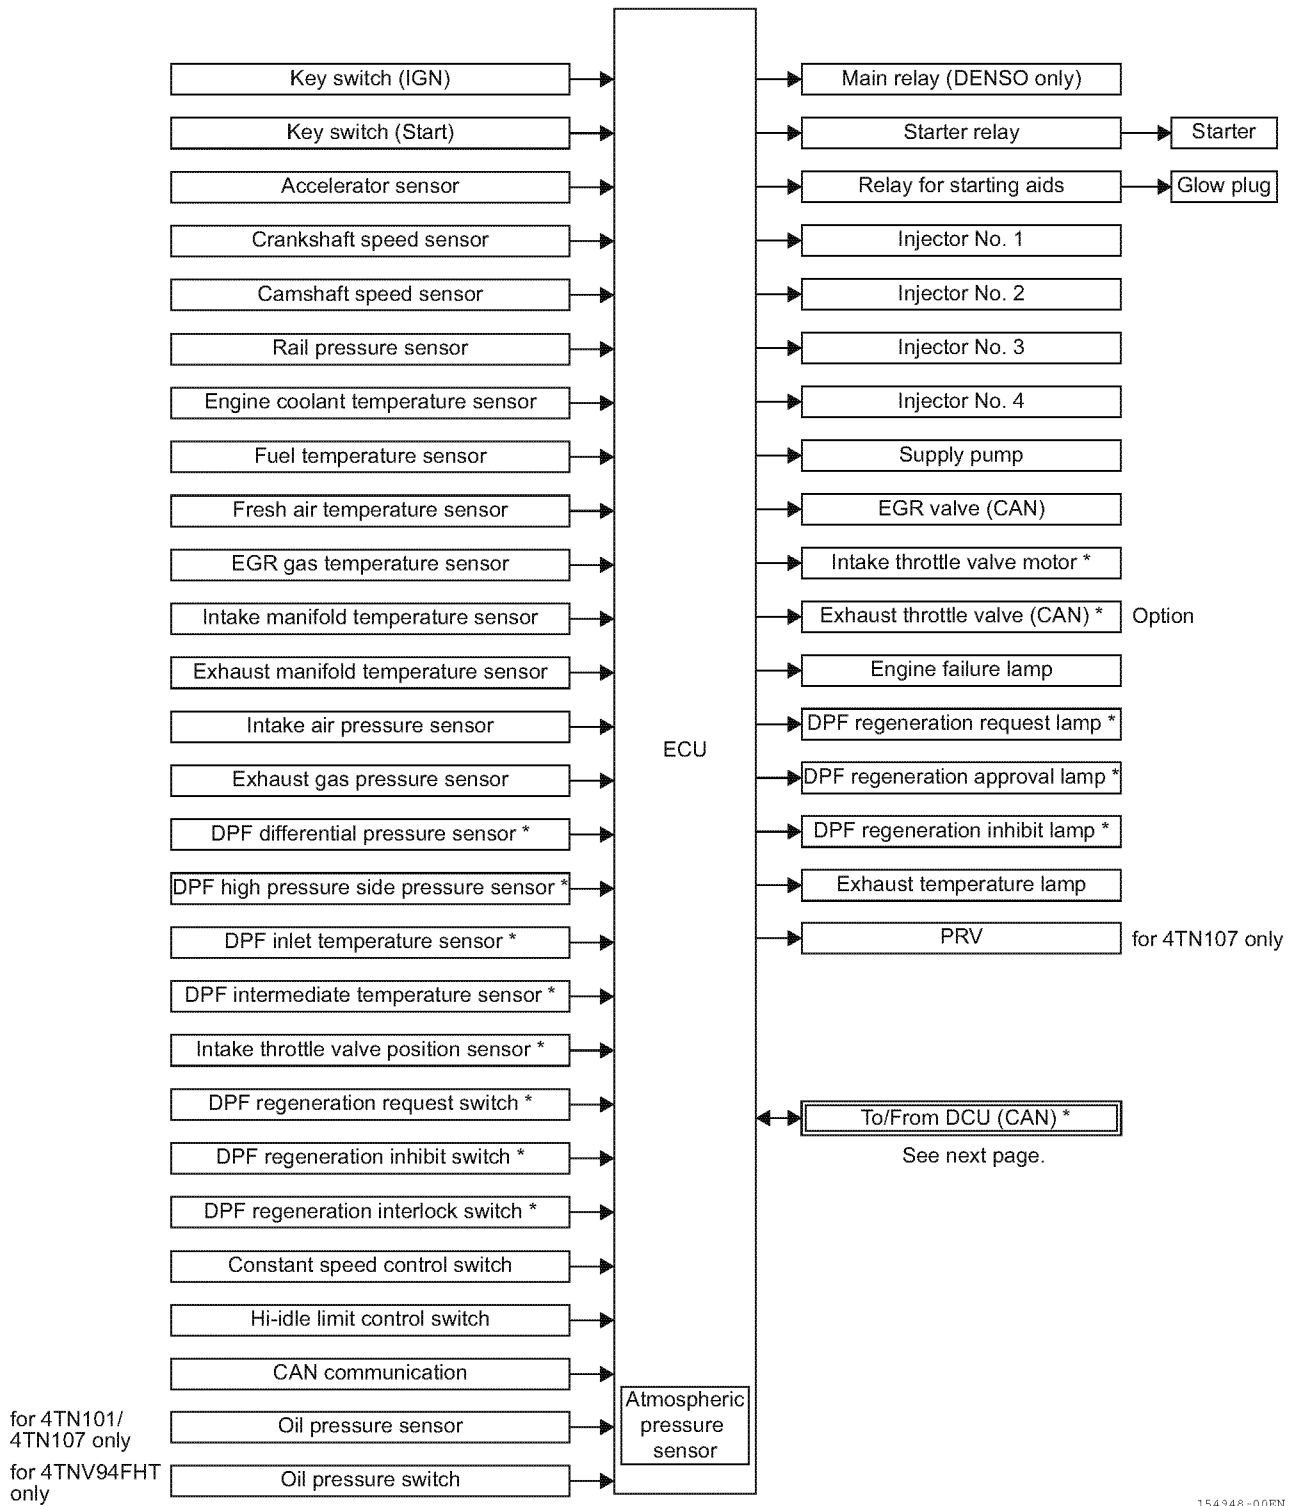 Key switch (IGN)
Key switch (Start)
Accelerator sensor
Crankshaft speed sensor
Camshaft speed sensor
Rail pressure sensor
Engine coolant temperature sensor
Fuel temperature sensor
Fresh air temperature sensor
EGR gas temperature sensor
Intake manifold temperature sensor
Exhaust manifold temperature sensor
Intake air pressure sensor
Exhaust gas pressure sensor
DPF differential pressure sensor *
DPF high pressure side pressure sensor *
DPF inlet temperature sensor *
DPF intermediate temperature sensor *
Intake throttle valve position sensor *
DPF regeneration request switch *
DPF regeneration inhibit switch *
DPF regeneration interlock switch *
Constant speed control switch
Hi-idle limit control switch
CAN communication
for 4TN101/
4TN107 only
Oil pressure sensor
for 4TNV94FHT
only
Oil pressure switch
ECU
Atmospheric
pressure
sensor
Main relay (DENSO only)
Starter relay
Starter
Relay for starting aids
Glow plug
Injector No. 1
Injector No. 2
Injector No. 3
Injector No. 4
Supply pump
EGR valve (CAN)
Intake throttle valve motor *
Exhaust throttle valve (CAN) *
Option
Engine failure lamp
DPF regeneration request lamp *
DPF regeneration approval lamp *
DPF regeneration inhibit lamp *
Exhaust temperature lamp
PRV
for 4TN107 only
To/From DCU (CAN) *
See next page.
154948-00EN